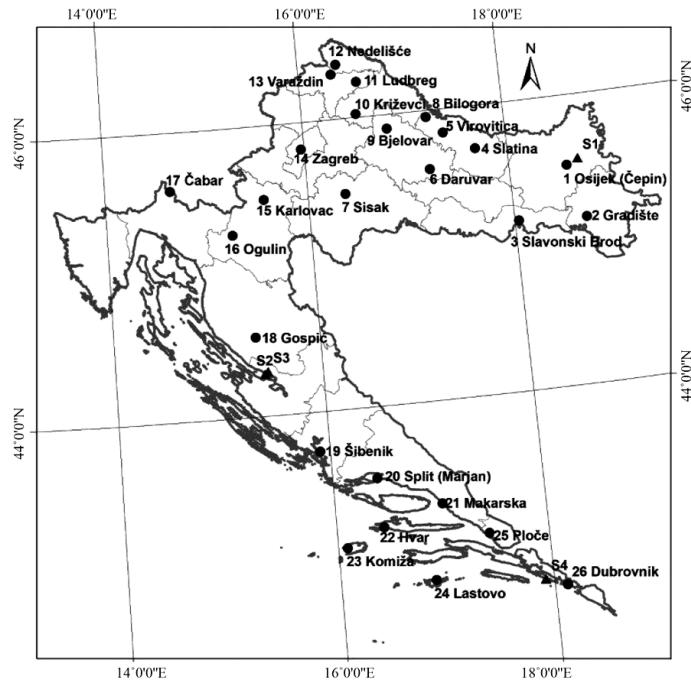 14°0'0"E 16°0'0"E 18°0'0"E
N
12 Nedelišće
13 Varaždin
11 Ludbreg
46°0'0"N
10 Križevci
8 Bilogora
5 Virovitica
9 Bjelovar
46°0'0"N
4 Slatina
S1
14 Zagreb
6 Daruvar
1 Osijek (Čepin)
17 Čabar
15 Karlovac
7 Sisak
2 Gradište
3 Slavonski Brod
16 Ogulin
18 Gospic
S2 S3
44°0'0"N
44°0'0"N
19 Šibenik
20 Split (Marjan)
21 Makarska
22 Hvar
25 Ploče
23 Komiža
S4
26 Dubrovnik
24 Lastovo
14°0'0"E 16°0'0"E 18°0'0"E